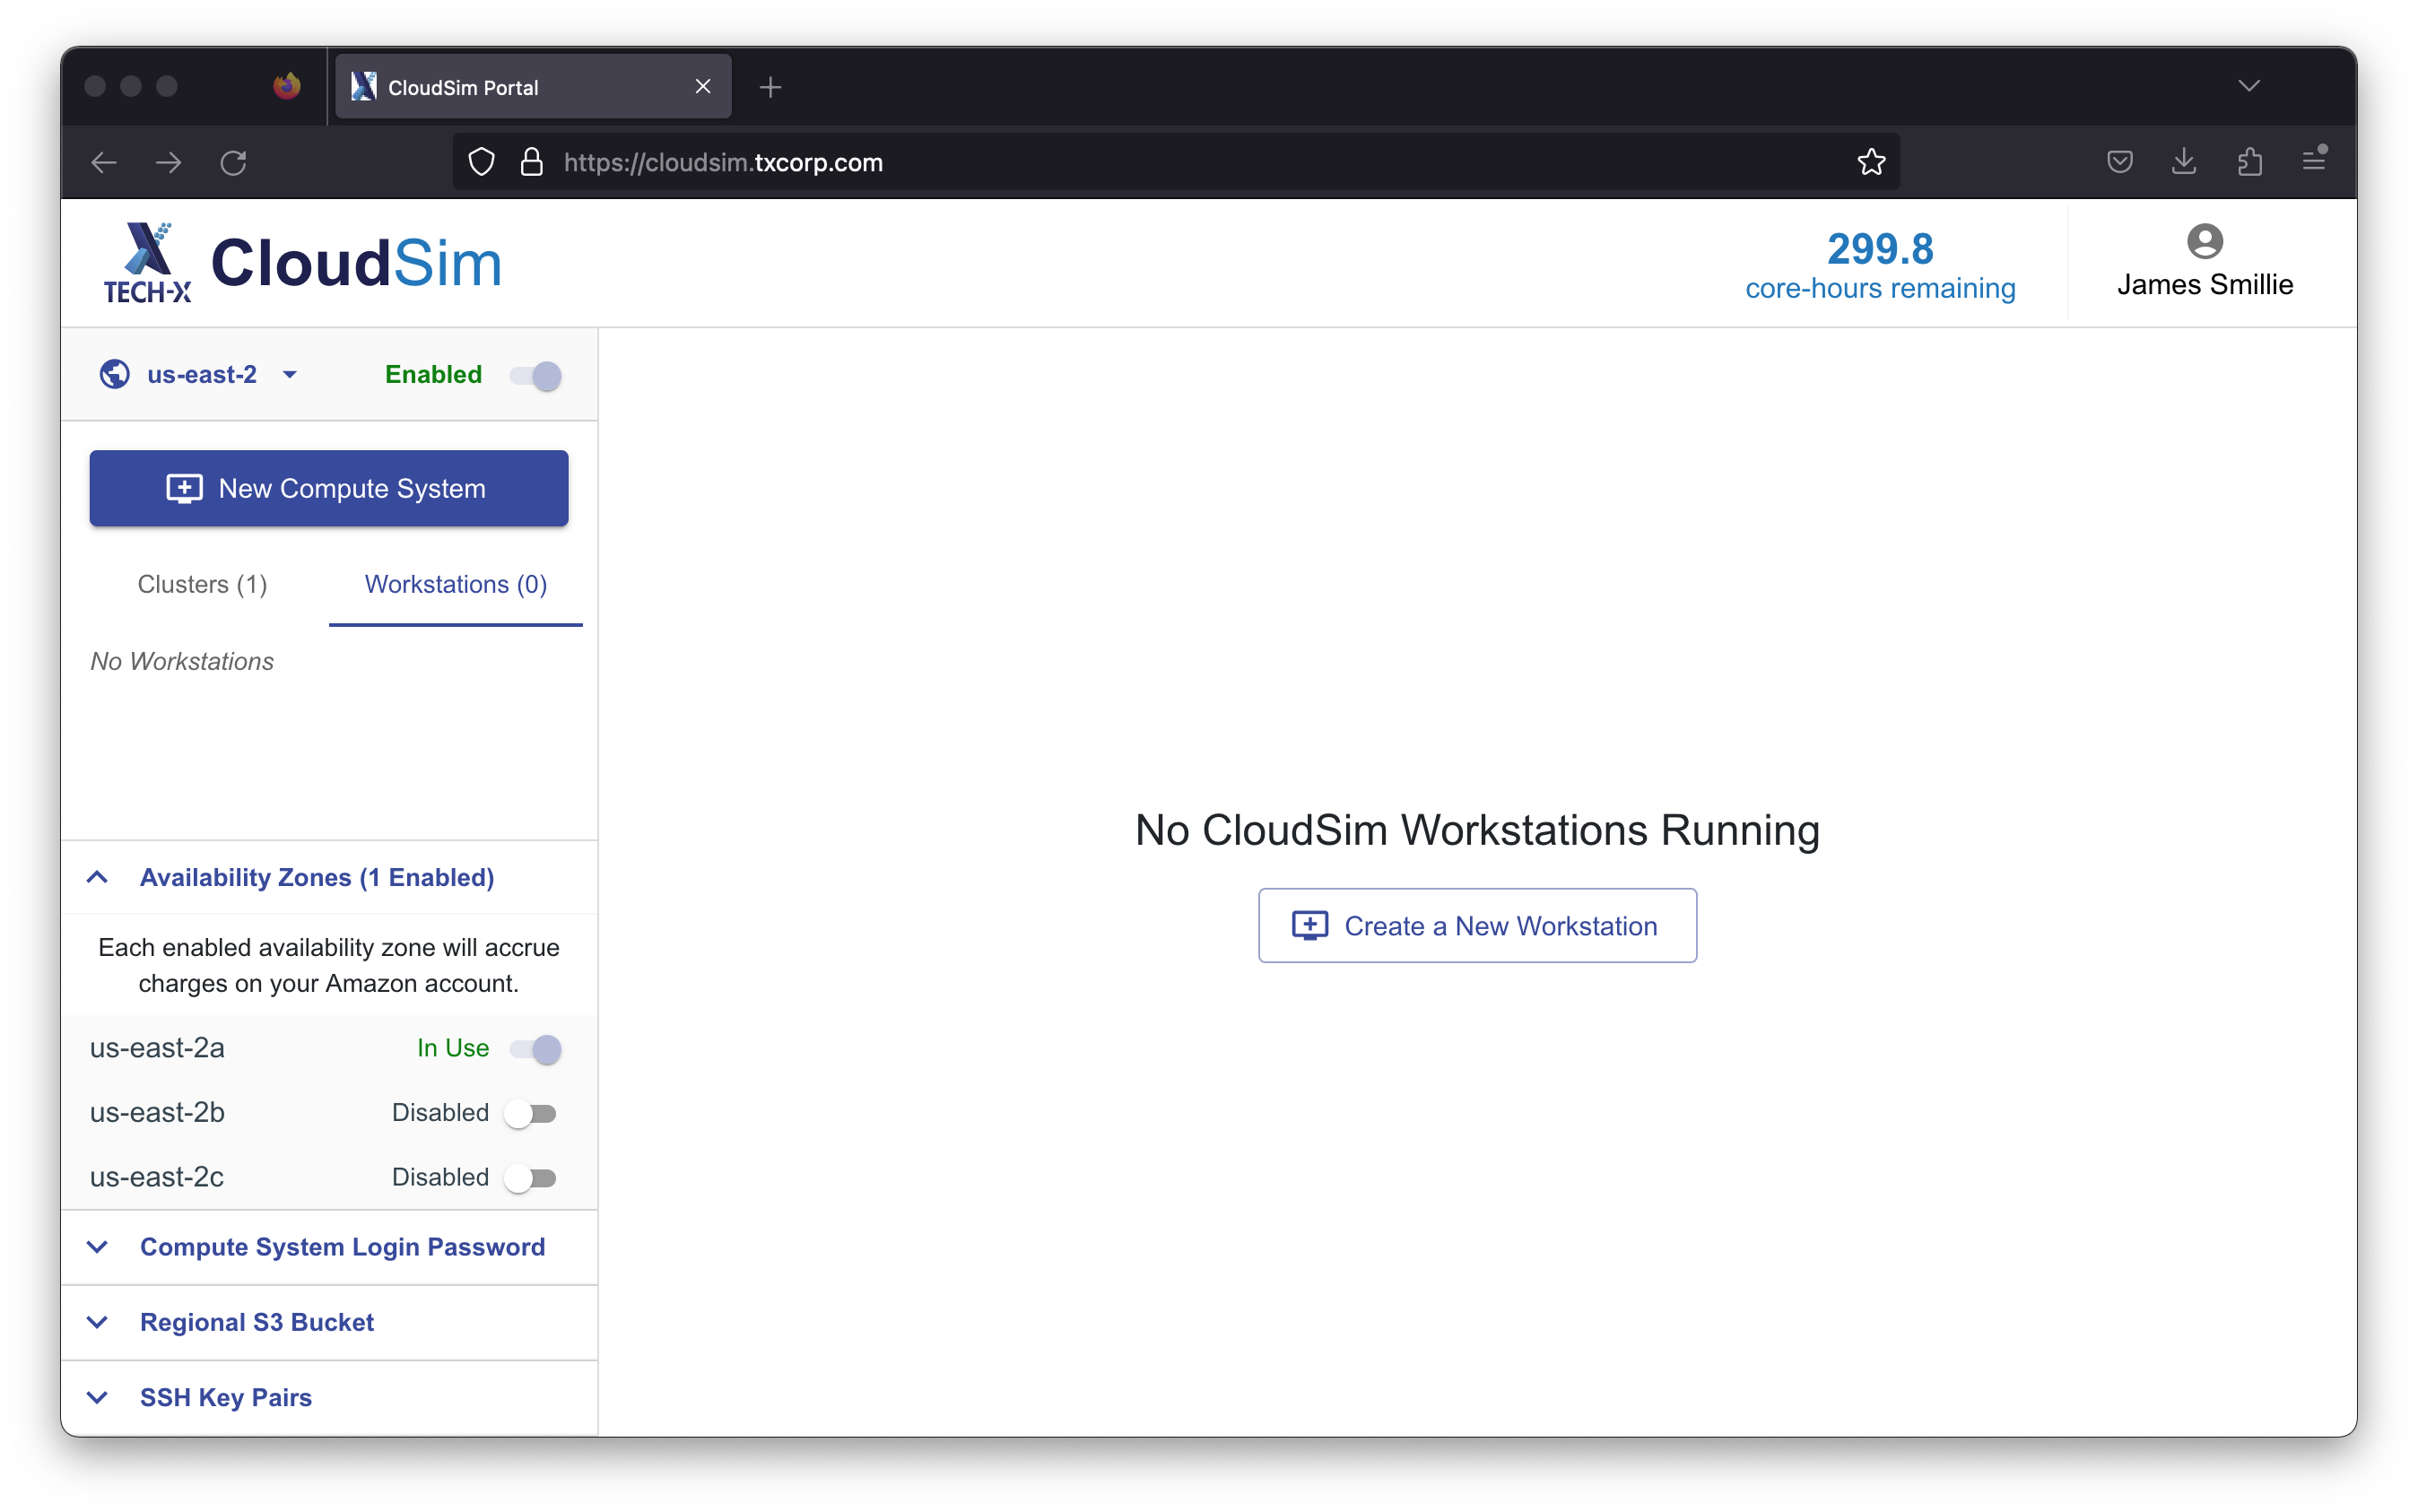 CloudSim Portal
https://cloudsim.txcorp.com
TECH-X
CloudSim
299.8
core-hours remaining
James Smillie
us-east-2
Enabled
New Compute System
Clusters (1)
Workstations (0)
No Workstations
No CloudSim Workstations Running
Create a New Workstation
Availability Zones (1 Enabled)
Each enabled availability zone will accrue
charges on your Amazon account.
us-east-2a
In Use
us-east-2b
Disabled
us-east-2c
Disabled
Compute System Login Password
Regional S3 Bucket
SSH Key Pairs